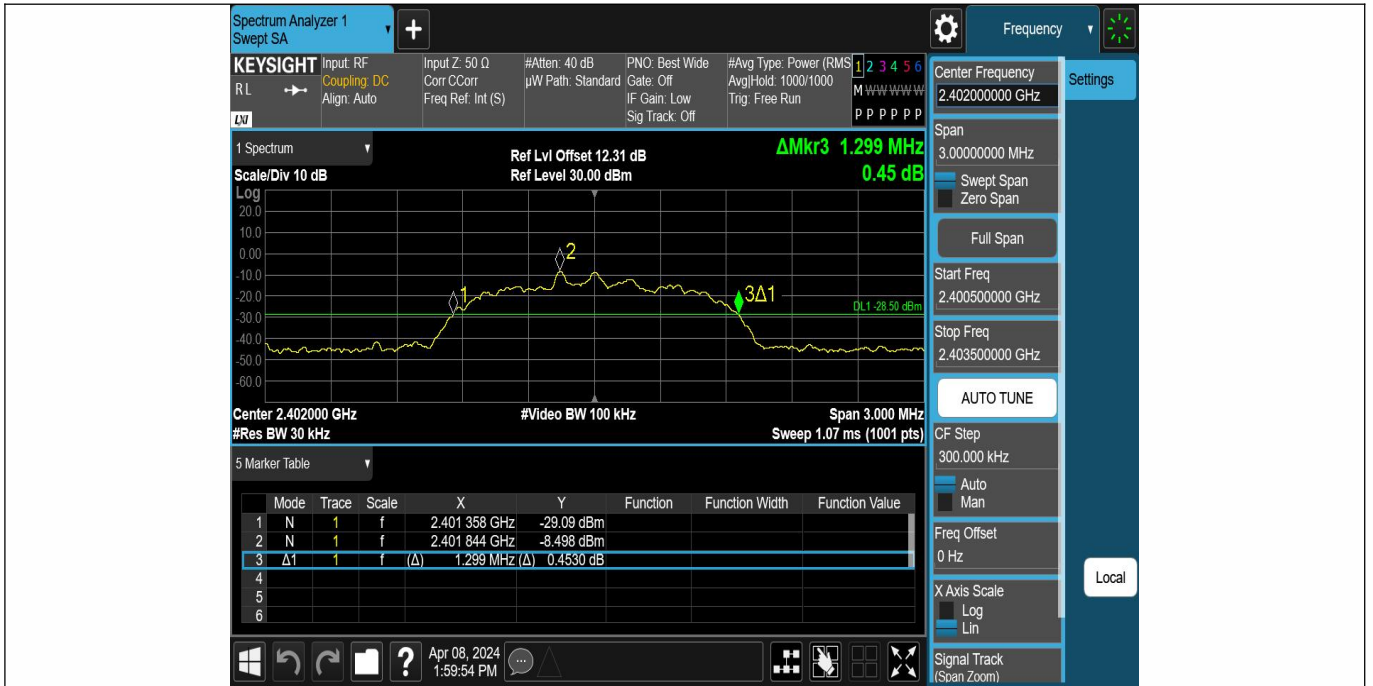 Spectrum Analyzer 1
Swept SA
+
Frequency
KEYSIGHT
RL
LXI
Input: RF
Coupling: DC
Align: Auto
Input Z: 50 Ω
Corr CCorr
Freq Ref: Int (S)
#Atten: 40 dB
µW Path: Standard
PNO: Best Wide
Gate: Off
IF Gain: Low
Sig Track: Off
#Avg Type: Power (RMS
Avg|Hold: 1000/1000
Trig: Free Run
1 2 3 4 5 6
M W W W W W
P P P P P P
1 Spectrum
Scale/Div 10 dB
Ref Lvl Offset 12.31 dB
Ref Level 30.00 dBm
ΔMkr3 1.299 MHz
0.45 dB
Log
20.0
10.0
0.00
-10.0
-20.0
-30.0
-40.0
-50.0
-60.0
1
2
3Δ1
DL1 -28.50 dBm
Center 2.402000 GHz
#Video BW 100 kHz
Span 3.000 MHz
#Res BW 30 kHz
Sweep 1.07 ms (1001 pts)
5 Marker Table
Mode Trace Scale X Y Function Function Width Function Value
1 N 1 f 2.401 358 GHz -29.09 dBm
2 N 1 f 2.401 844 GHz -8.498 dBm
3 Δ1 1 f (Δ) 1.299 MHz (Δ) 0.4530 dB
4
5
6
?
Apr 08, 2024
1:59:54 PM
Center Frequency
2.402000000 GHz
Settings
Span
3.00000000 MHz
Swept Span
Zero Span
Full Span
Start Freq
2.400500000 GHz
Stop Freq
2.403500000 GHz
AUTO TUNE
CF Step
300.000 kHz
Auto
Man
Freq Offset
0 Hz
X Axis Scale
Log
Lin
Local
Signal Track
(Span Zoom)